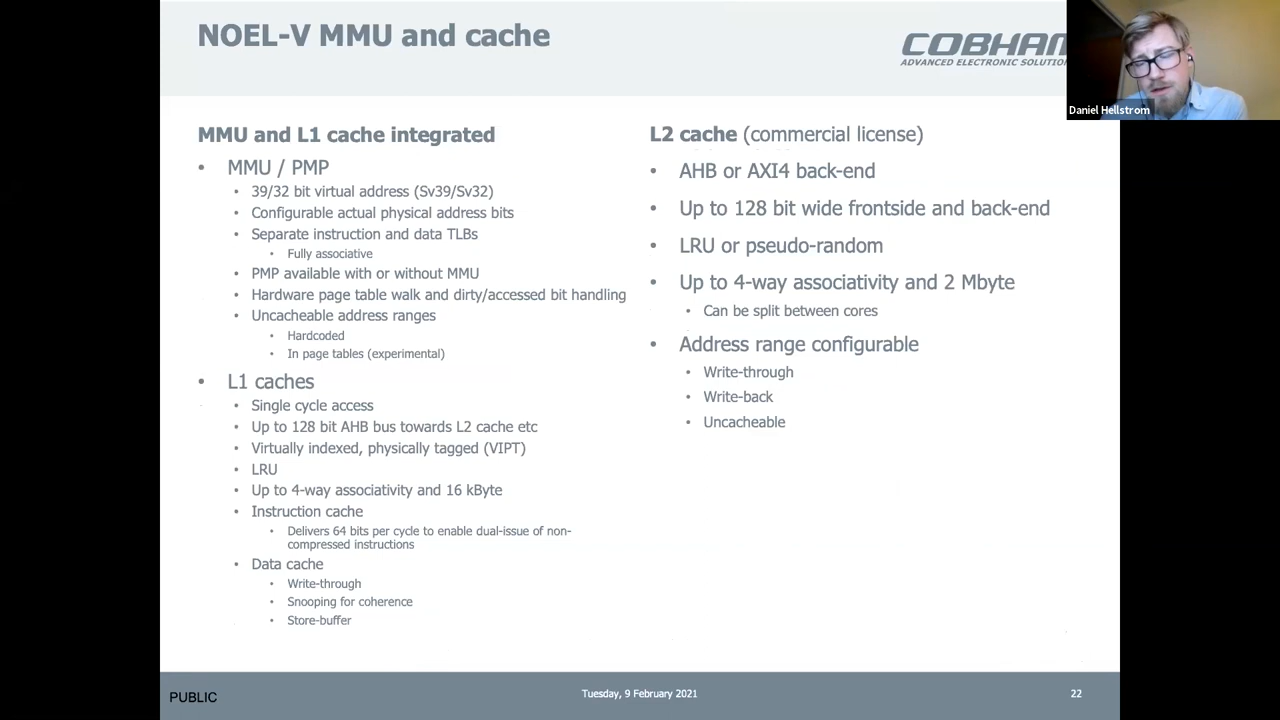 NOEL-V MMU and cache
COBHAM
ADVANCED ELECTRONIC SOLUTION
Daniel Hellstrom
MMU and L1 cache integrated
• MMU / PMP
• 39/32 bit virtual address (Sv39/Sv32)
• Configurable actual physical address bits
• Separate instruction and data TLBs
• Fully associative
• PMP available with or without MMU
• Hardware page table walk and dirty/accessed bit handling
• Uncacheable address ranges
• Hardcoded
• In page tables (experimental)
• L1 caches
• Single cycle access
• Up to 128 bit AHB bus towards L2 cache etc
• Virtually indexed, physically tagged (VIPT)
• LRU
• Up to 4-way associativity and 16 kByte
• Instruction cache
• Delivers 64 bits per cycle to enable dual-issue of non-
compressed instructions
• Data cache
• Write-through
• Snooping for coherence
• Store-buffer
L2 cache (commercial license)
• AHB or AXI4 back-end
• Up to 128 bit wide frontside and back-end
• LRU or pseudo-random
• Up to 4-way associativity and 2 Mbyte
• Can be split between cores
• Address range configurable
• Write-through
• Write-back
• Uncacheable
PUBLIC
Tuesday, 9 February 2021
22